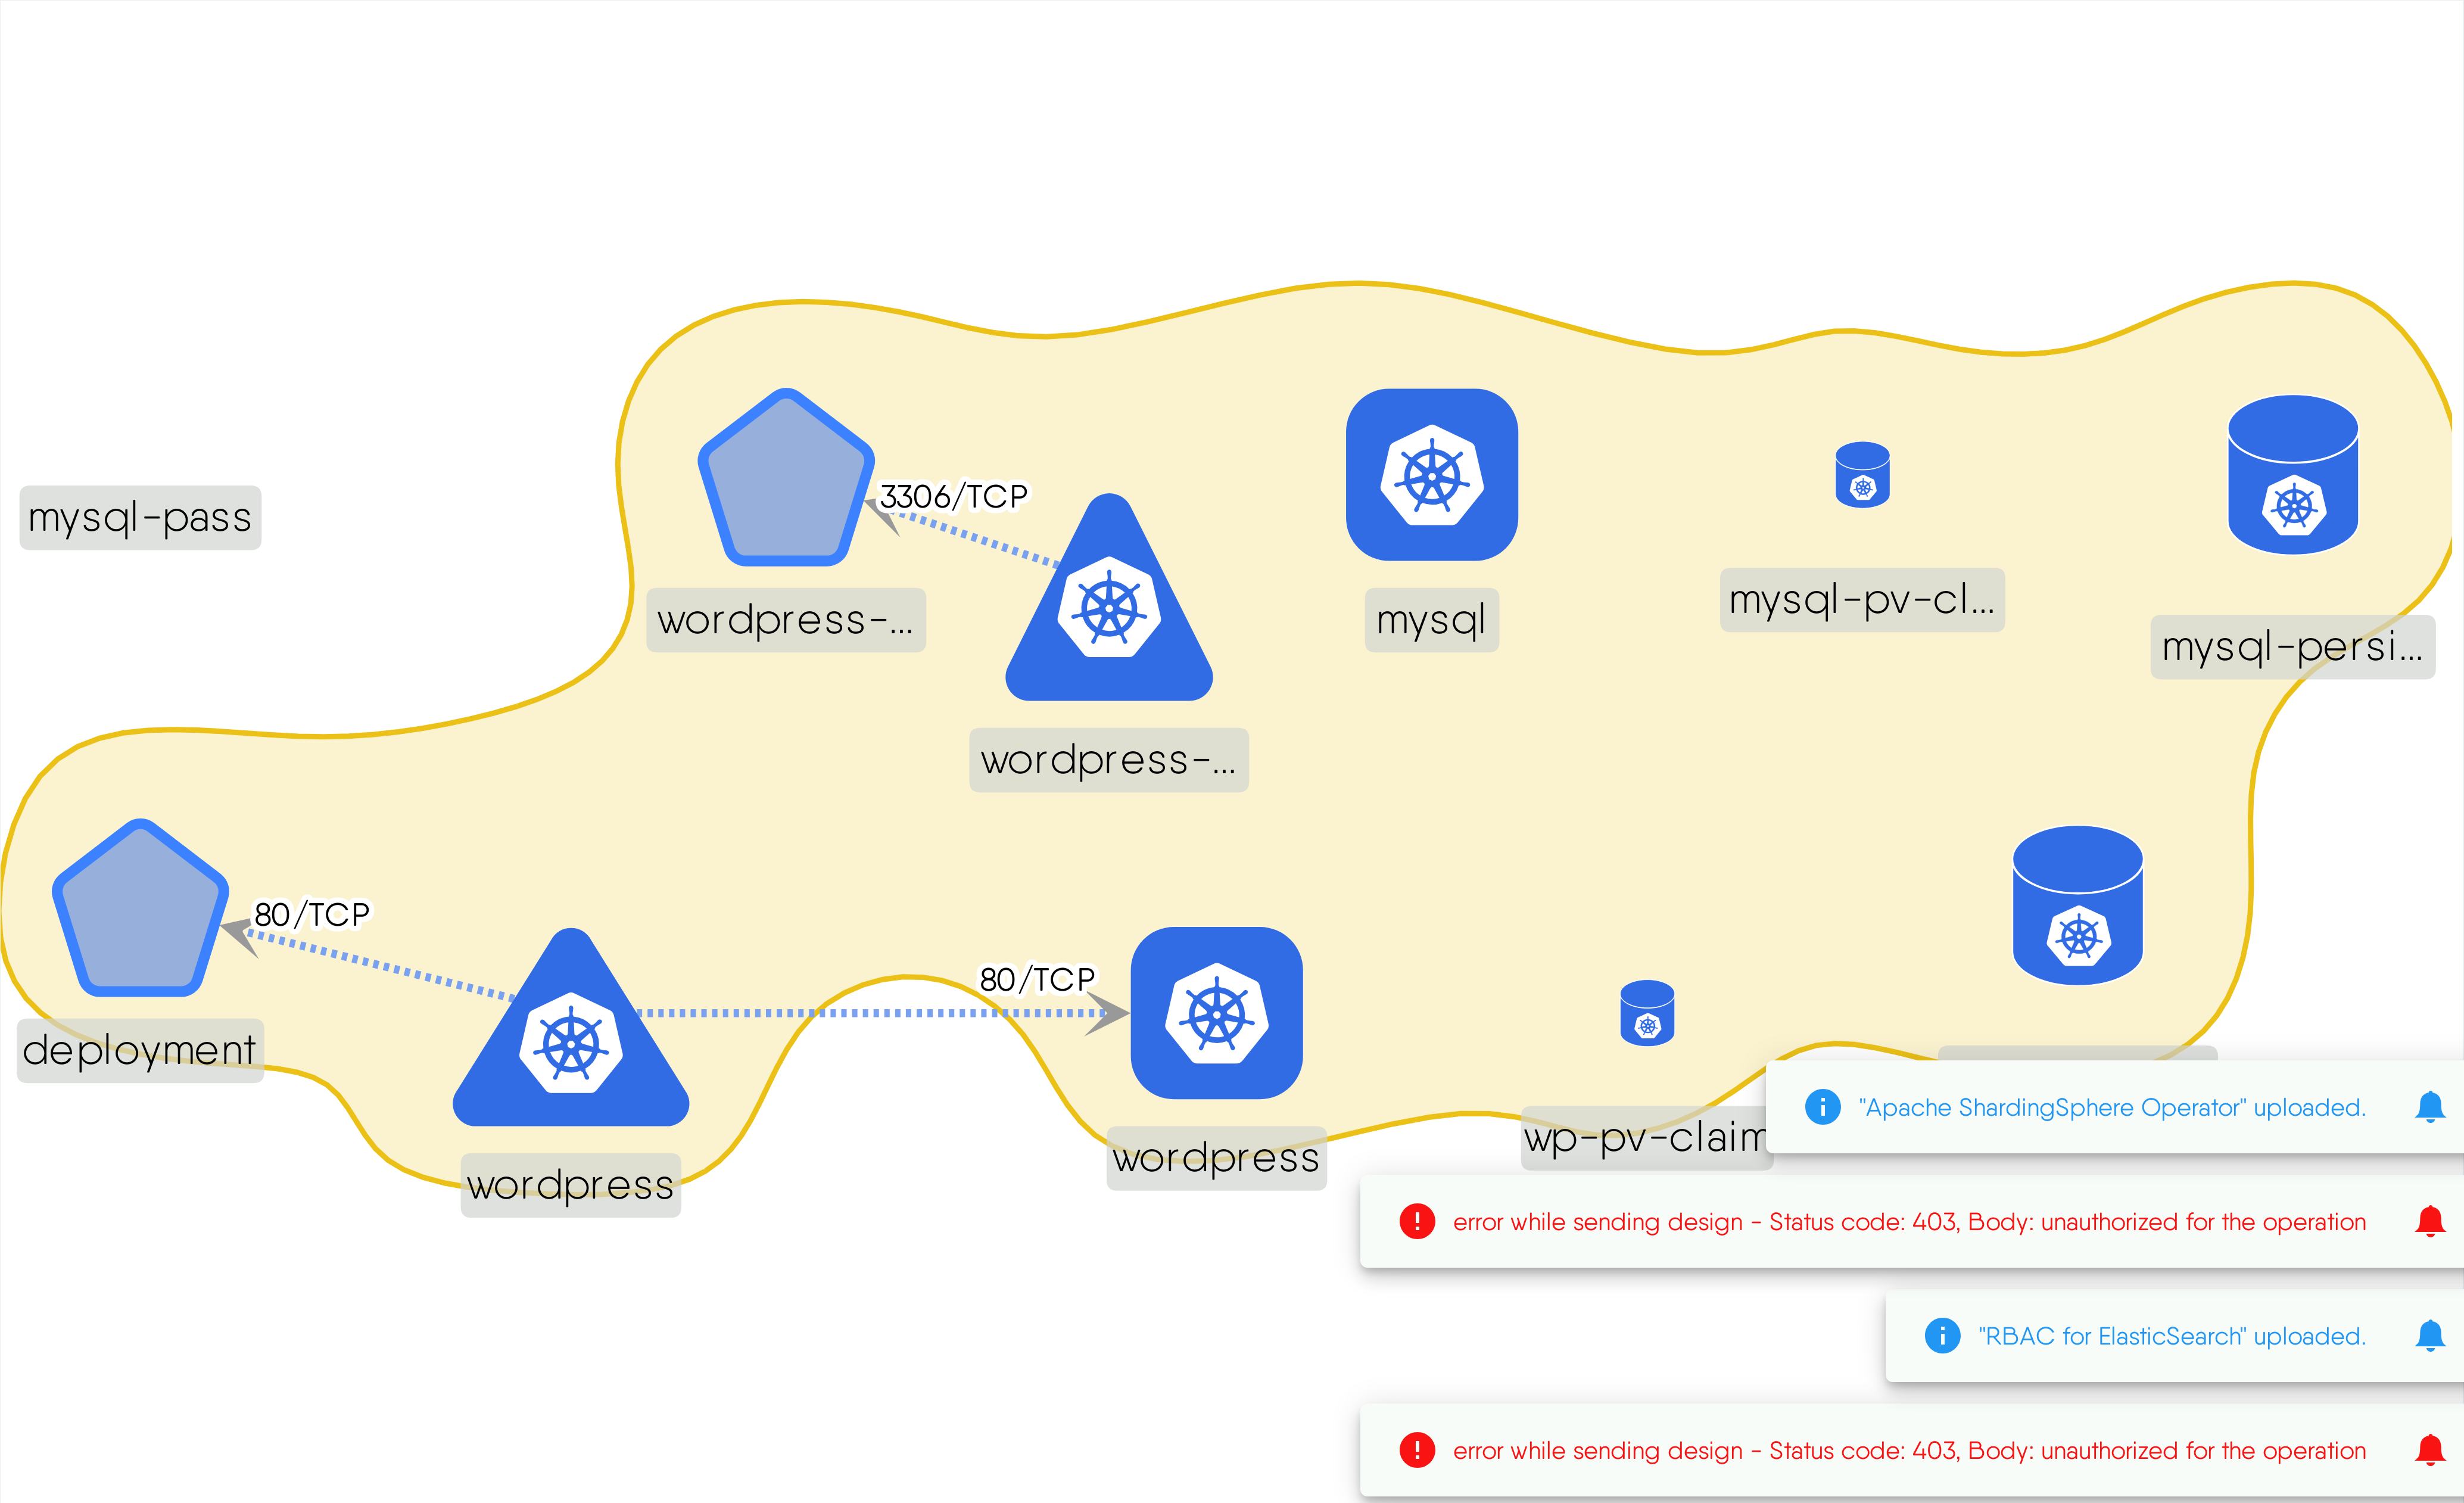 3306/TCP
mysql-pass
wordpress-...
mysql
mysql-pv-cl...
mysql-persi...
wordpress-...
80/TCP
80/TCP
deployment
wordpress
wordpress
wp-pv-claim
"Apache ShardingSphere Operator" uploaded.
error while sending design - Status code: 403, Body: unauthorized for the operation
"RBAC for ElasticSearch" uploaded.
error while sending design - Status code: 403, Body: unauthorized for the operation